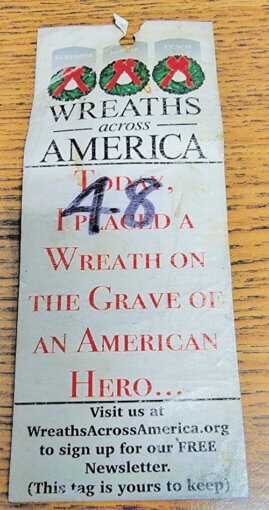 REMEMBER HONOR TEACH
WREATHS
across
AMERICA
TODAY,
48
I PLACED A
WREATH ON
THE GRAVE OF
AN AMERICAN
HERO...
Visit us at
WreathsAcrossAmerica.org
to sign up for our FREE
Newsletter.
(This tag is yours to keep)